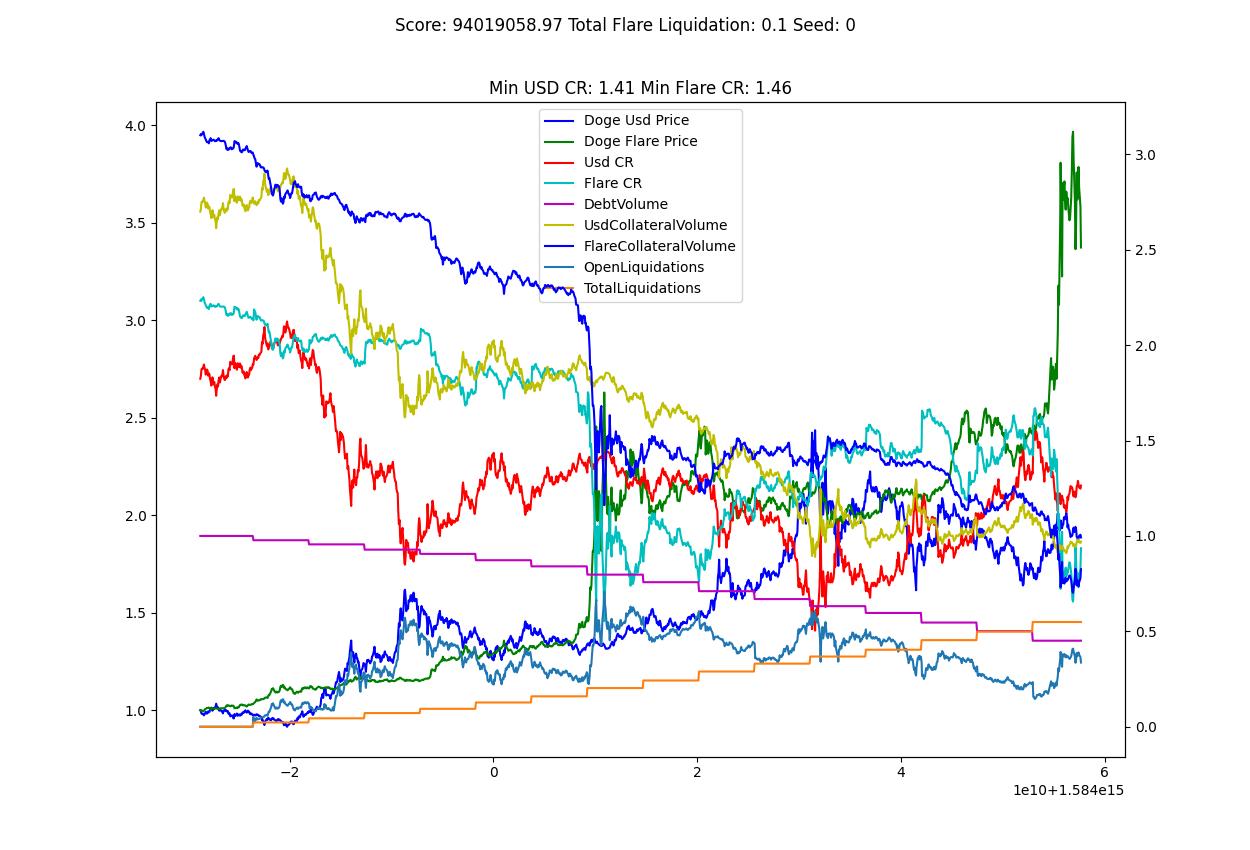 Score: 94019058.97 Total Flare Liquidation: 0.1 Seed: 0
Min USD CR: 1.41 Min Flare CR: 1.46
Doge Usd Price
Doge Flare Price
Usd CR
Flare CR
DebtVolume
UsdCollateralVolume
FlareCollateralVolume
OpenLiquidations
TotalLiquidations
4.0
3.5
3.0
2.5
2.0
1.5
1.0
3.0
2.5
2.0
1.5
1.0
0.5
0.0
−2 0 2 4 6
1e10+1.584e15